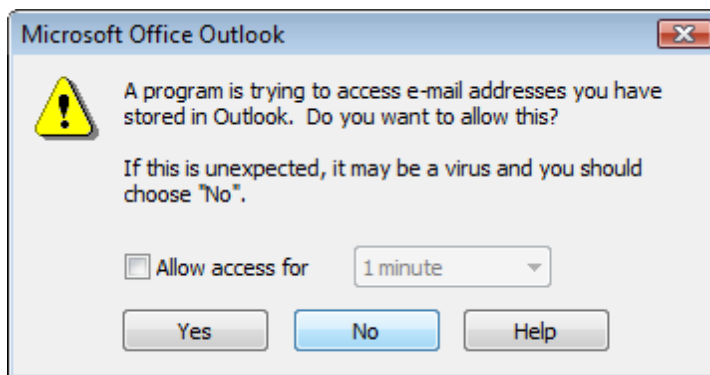 Microsoft Office Outlook
A program is trying to access e-mail addresses you have
stored in Outlook. Do you want to allow this?
If this is unexpected, it may be a virus and you should
choose "No".
Allow access for 1 minute
Yes No Help